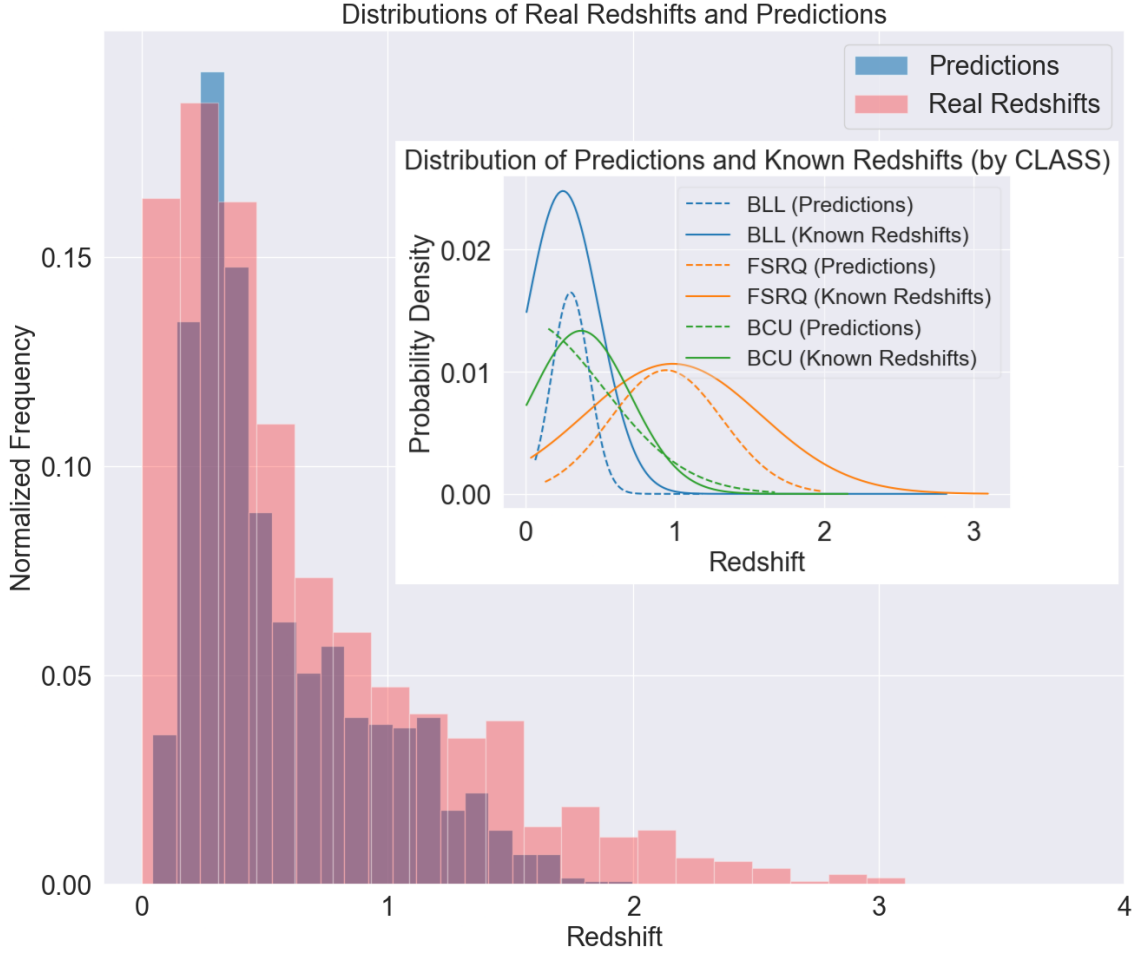 Distributions of Real Redshifts and Predictions
Predictions
Real Redshifts
Distribution of Predictions and Known Redshifts (by CLASS)
BLL (Predictions)
BLL (Known Redshifts)
FSRQ (Predictions)
FSRQ (Known Redshifts)
BCU (Predictions)
BCU (Known Redshifts)
Probability Density
0.02
0.01
0.00
0 1 2 3
Redshift
Normalized Frequency
0.15
0.10
0.05
0.00
0 1 2 3 4
Redshift